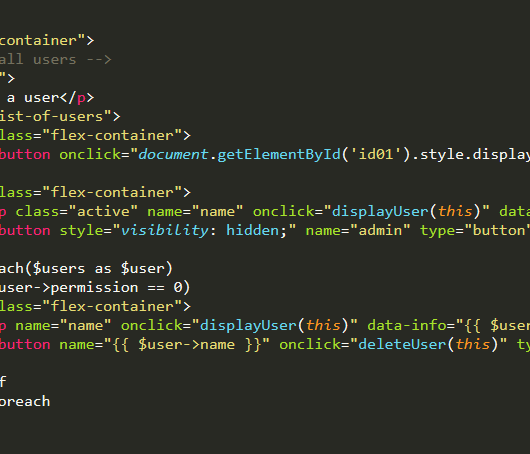 container">
all users -->
">
a user</p>
ist-of-users">
lass="flex-container">
button onclick="document.getElementById('id01').style.display
lass="flex-container">
p class="active" name="name" onclick="displayUser(this)" data
button style="visibility: hidden;" name="admin" type="button"
ach($users as $user)
user->permission == 0)
lass="flex-container">
p name="name" onclick="displayUser(this)" data-info="{{ $user
button name="{{ $user->name }}" onclick="deleteUser(this)" ty
f
oreach